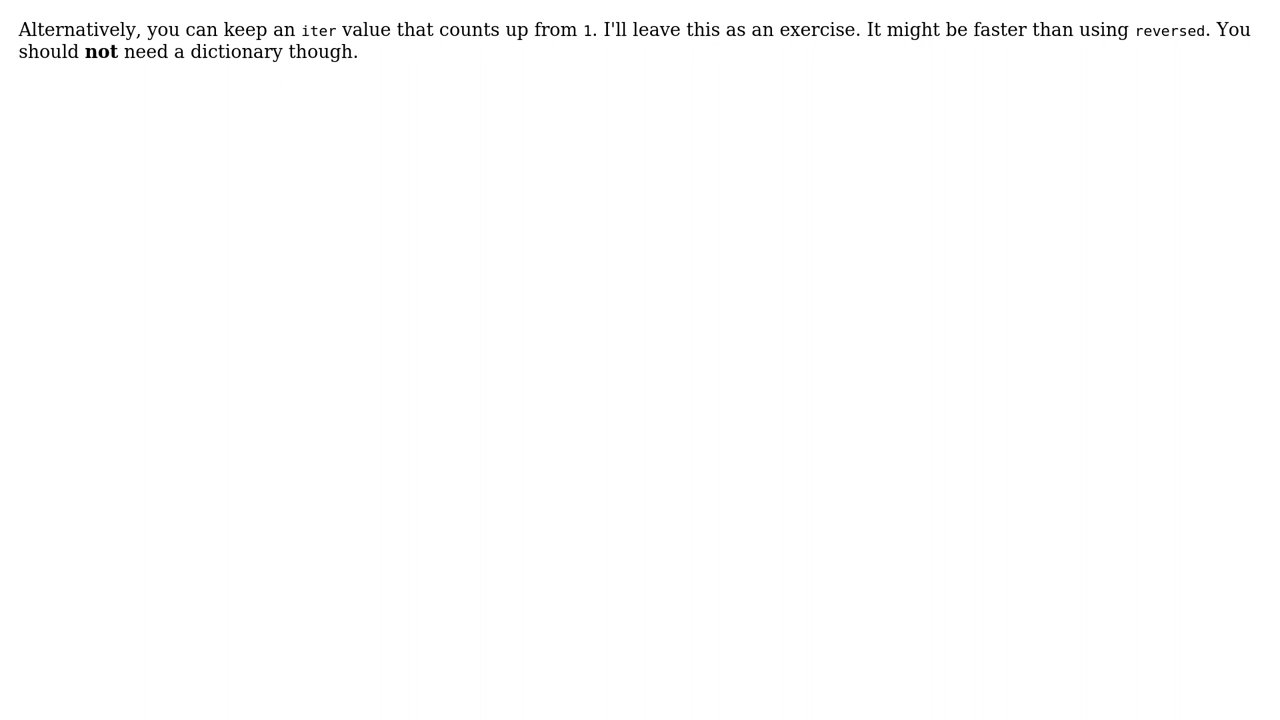 Alternatively, you can keep an iter value that counts up from 1. I'll leave this as an exercise. It might be faster than using reversed. You
should not need a dictionary though.